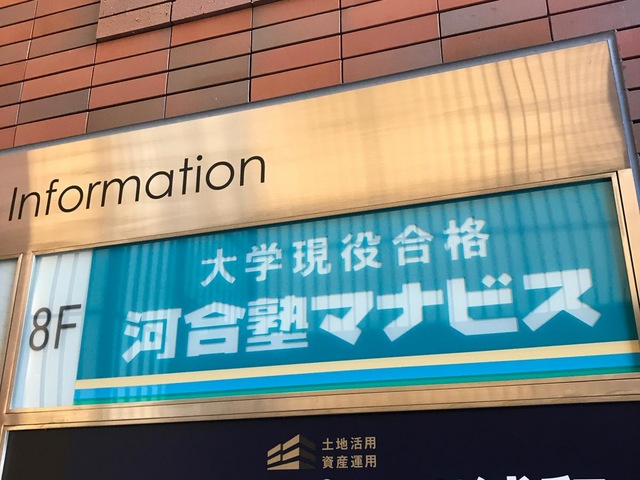 Information
8F
大学現役合格
河合塾マナビス
土地活用
資産運用